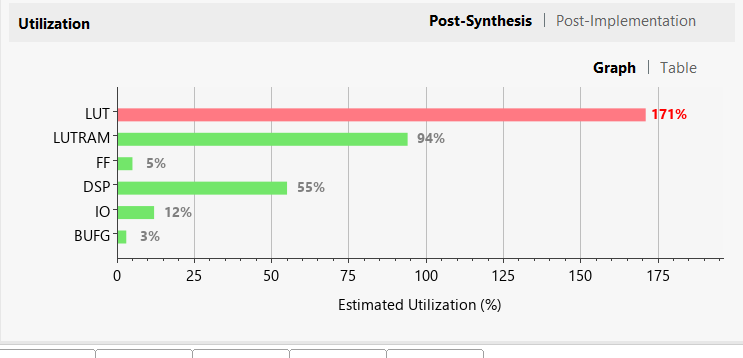 Utilization Post-Synthesis | Post-Implementation
Graph | Table
LUT 171%
LUTRAM 94%
FF 5%
DSP 55%
IO 12%
BUFG 3%
0 25 50 75 100 125 150 175
Estimated Utilization (%)